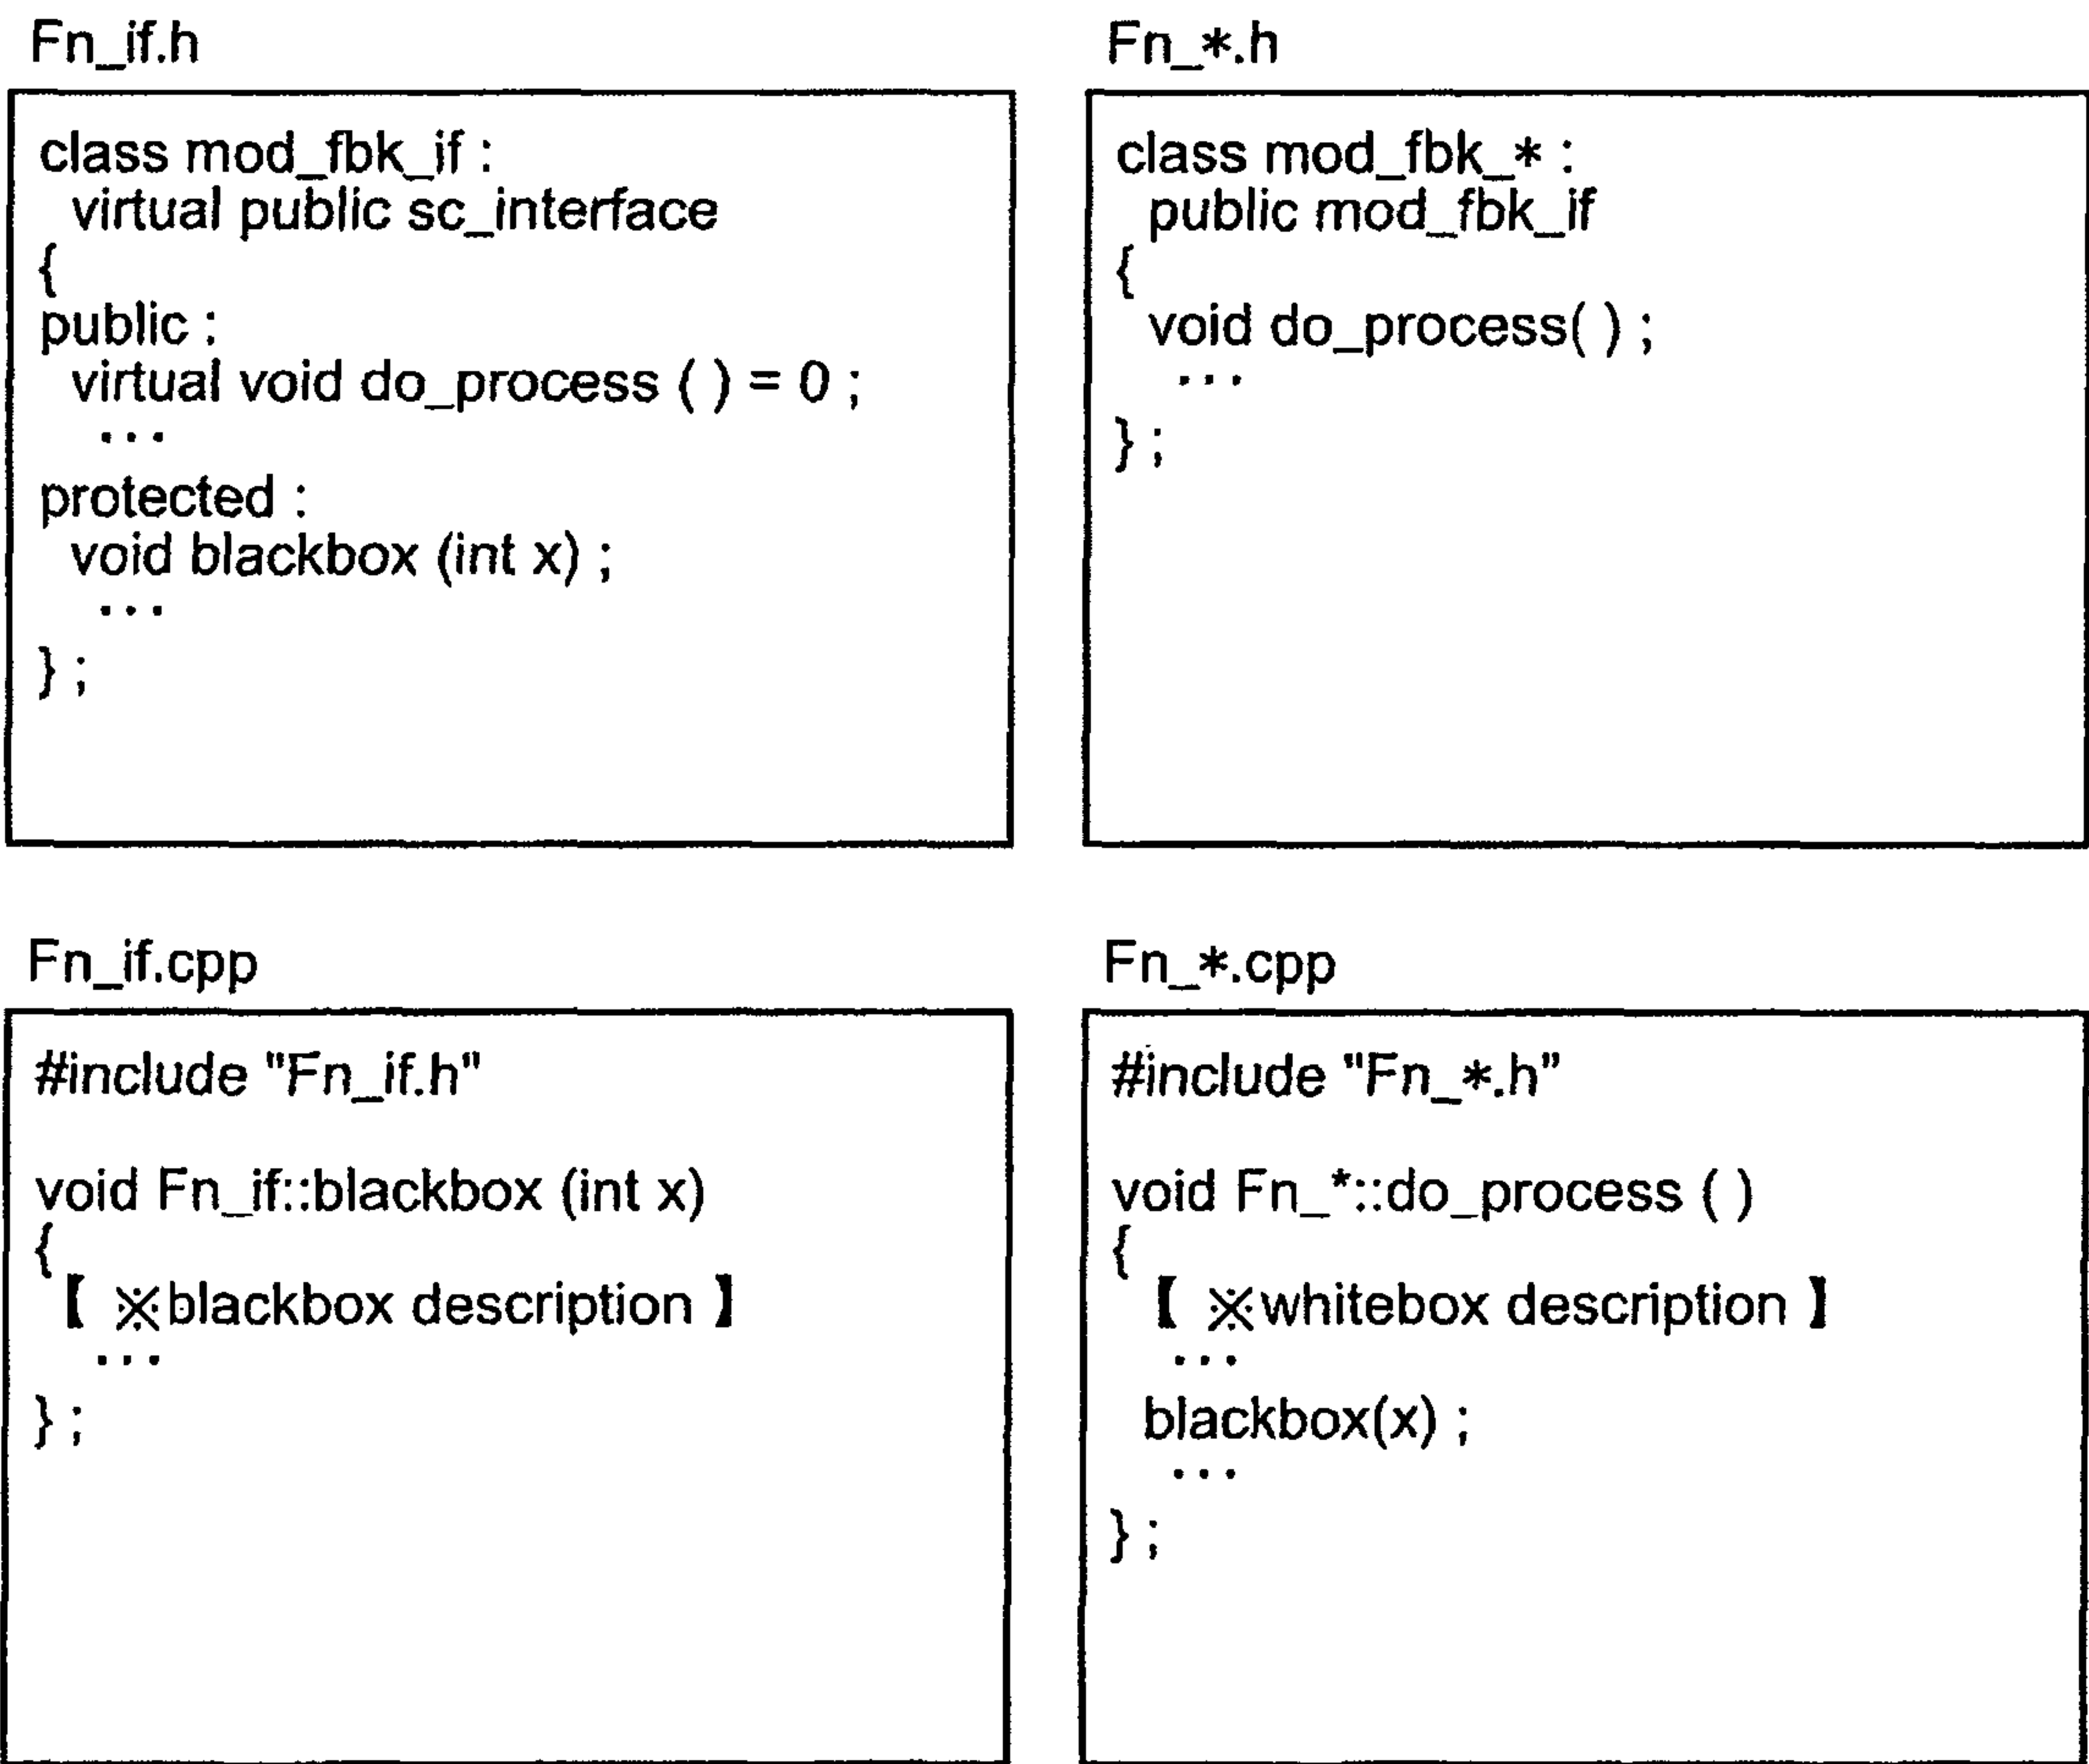 Fn_if.h
class mod_fbk_if :
virtual public sc_interface
{
public :
virtual void do_process ( ) = 0 ;
...
protected :
void blackbox (int x) ;
...
} ;
Fn_*.h
class mod_fbk_* :
public mod_fbk_if
{
void do_process( ) ;
...
} ;
Fn_if.cpp
#include "Fn_if.h"
void Fn_if::blackbox (int x)
{
【 ※blackbox description 】
...
} ;
Fn_*.cpp
#include "Fn_*.h"
void Fn_*::do_process ( )
{
【 ※whitebox description 】
...
blackbox(x) ;
...
} ;